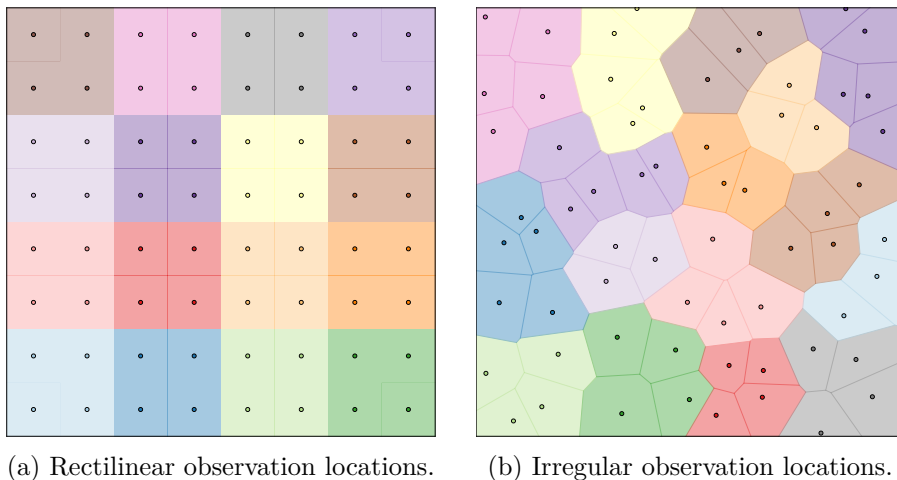 (a) Rectilinear observation locations.
(b) Irregular observation locations.